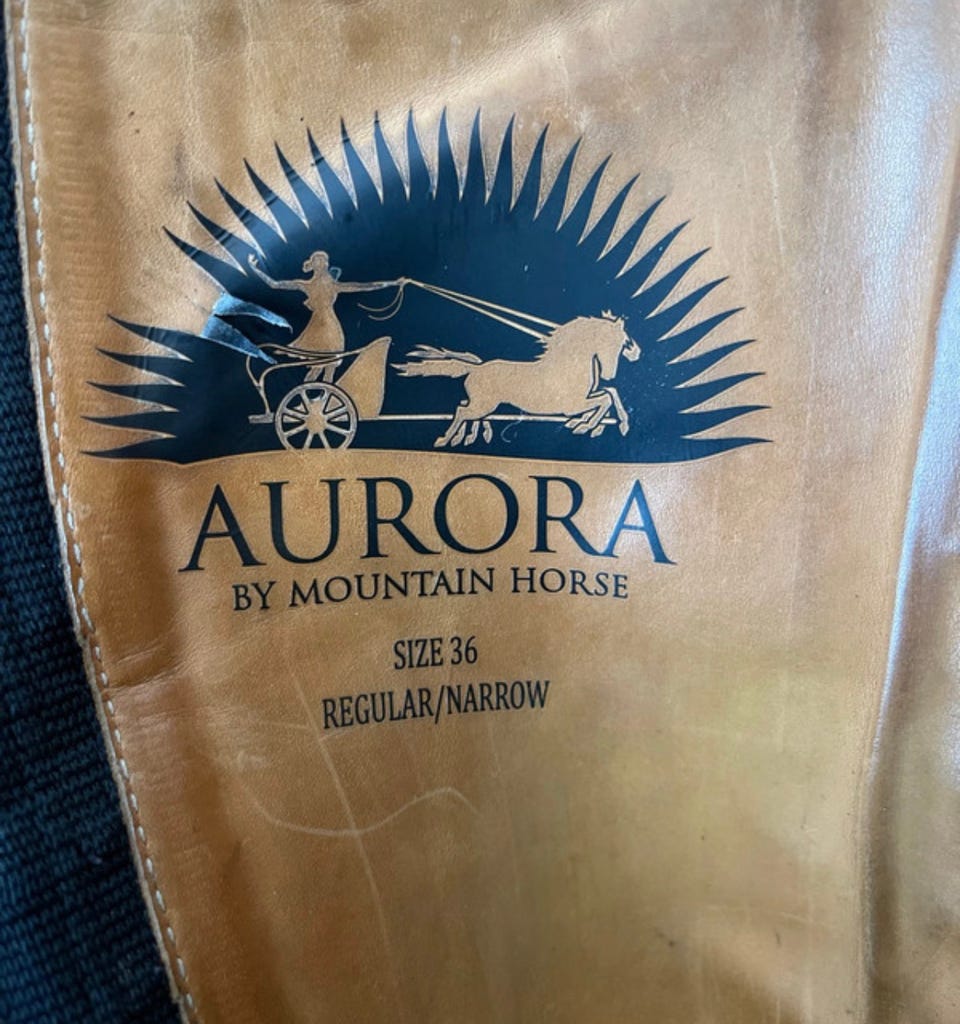 AURORA
BY MOUNTAIN HORSE
SIZE 36
REGULAR/NARROW